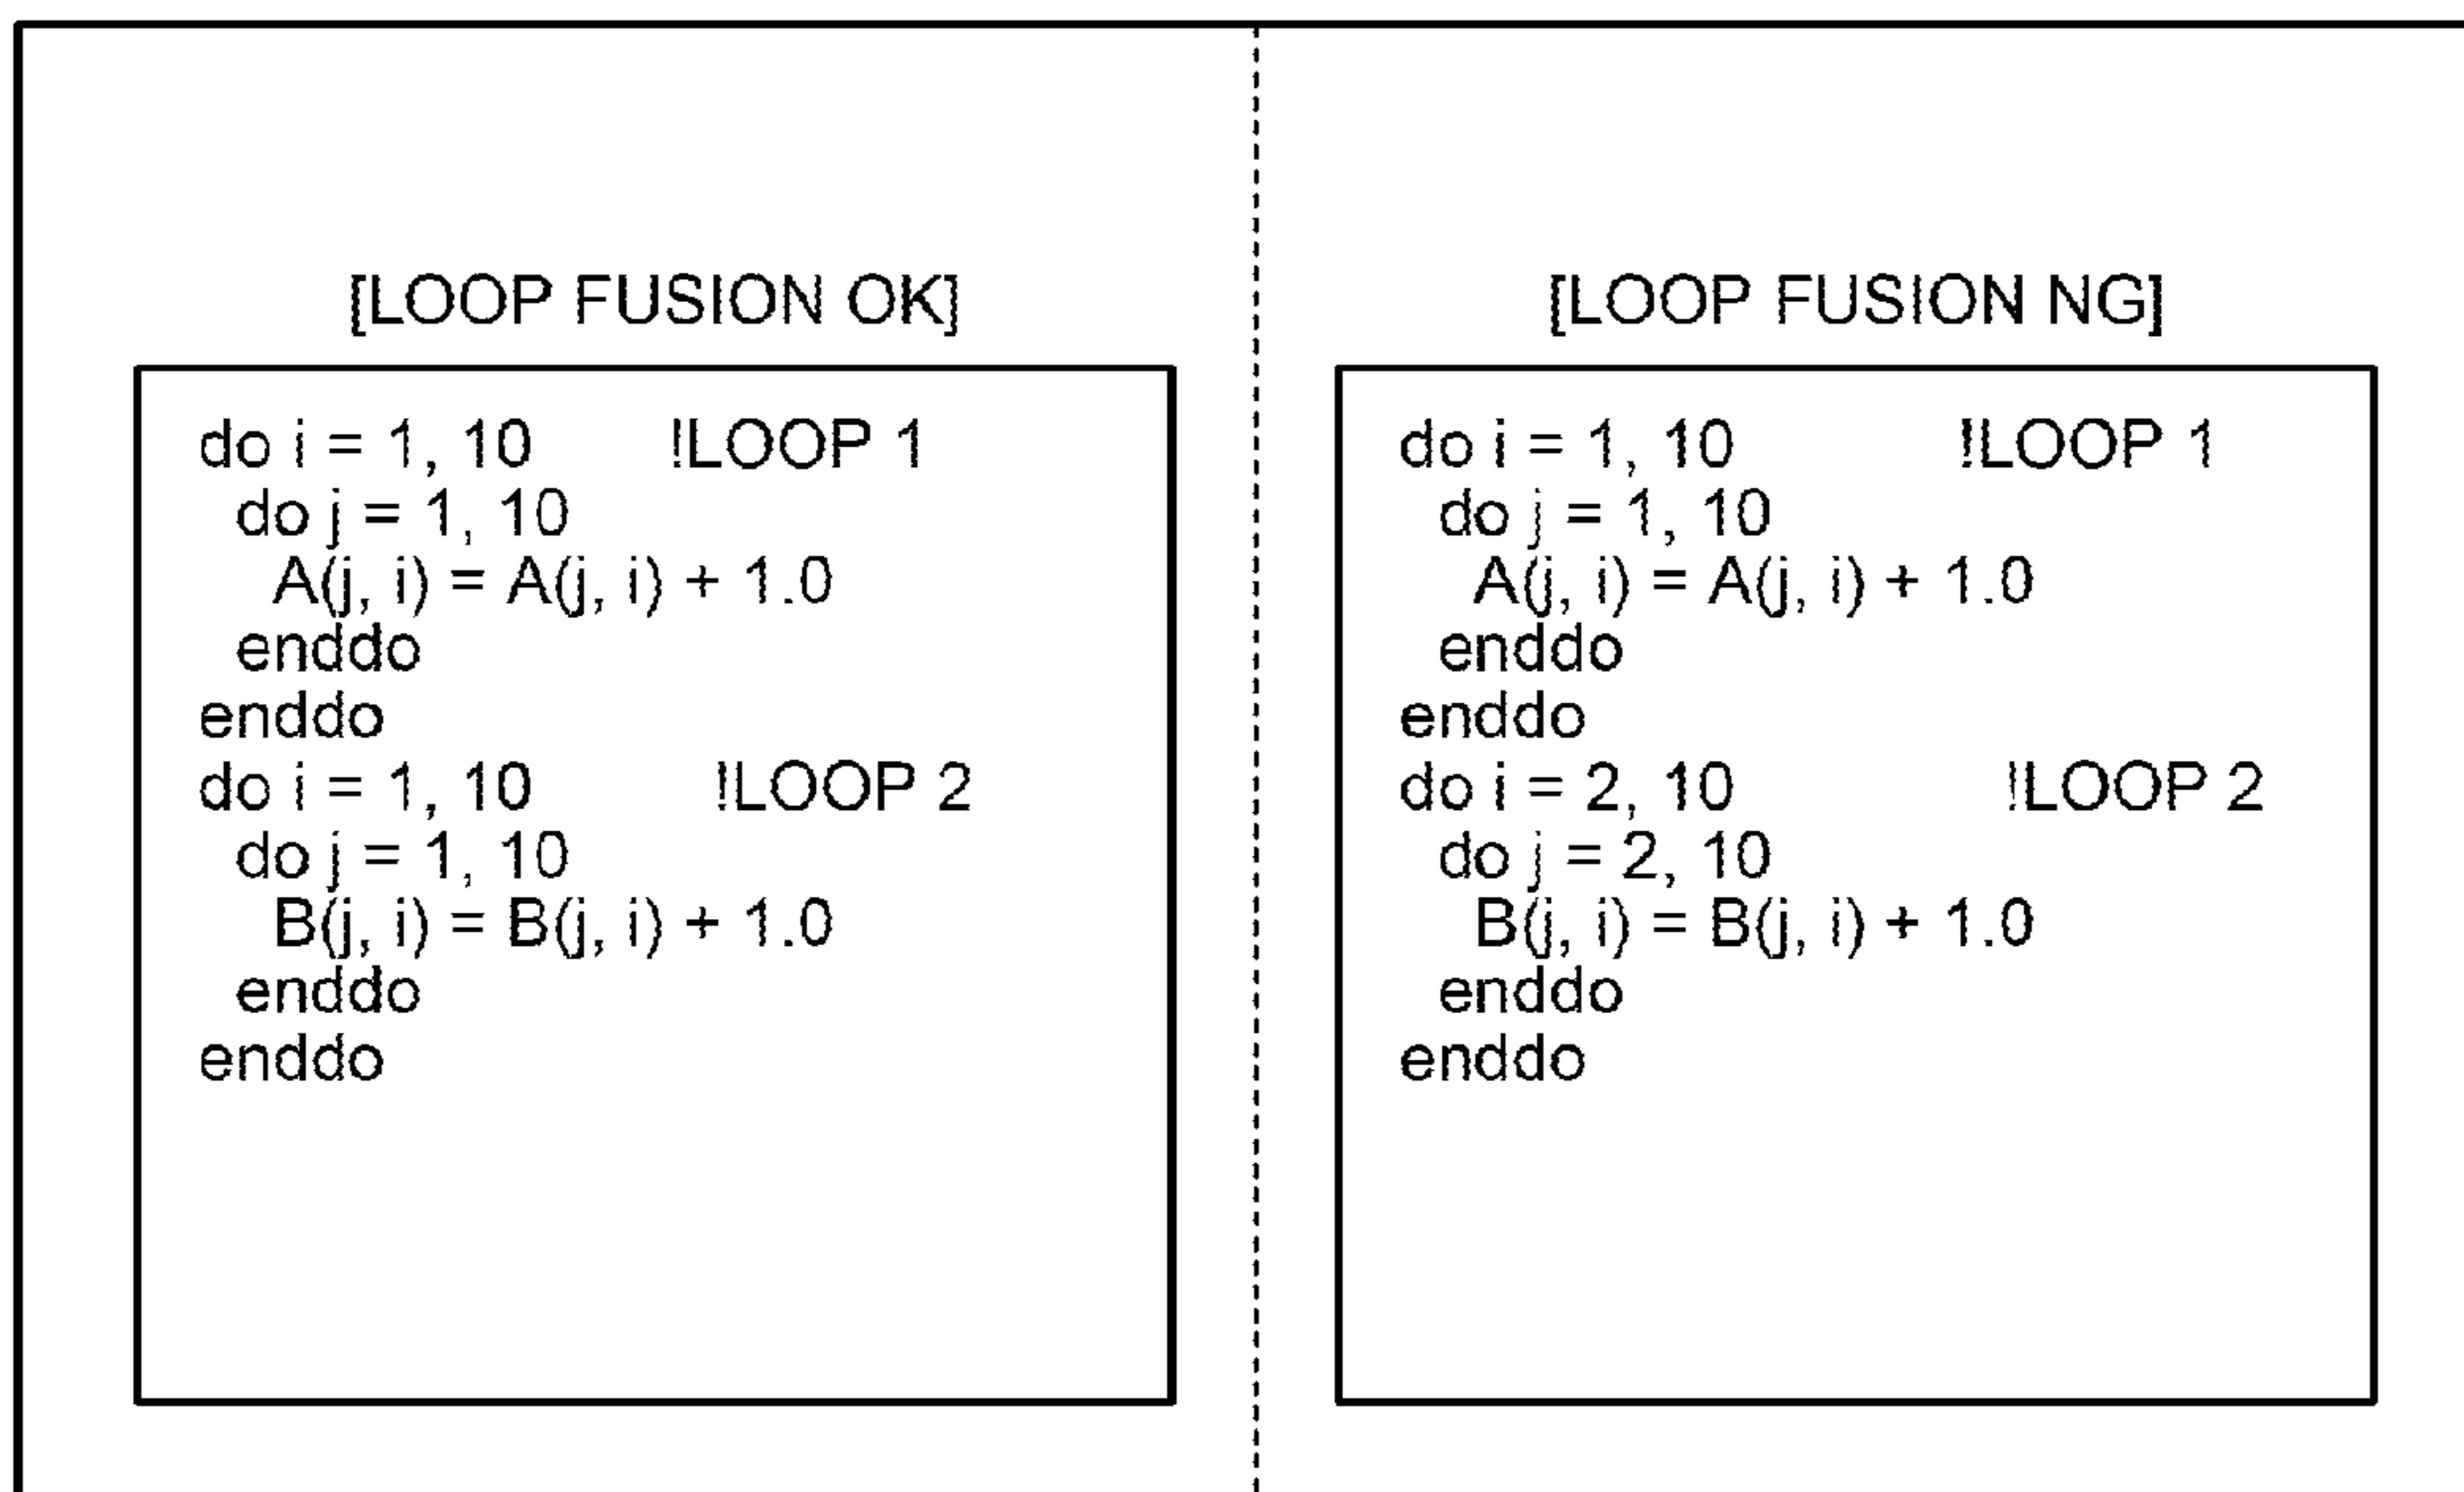 [LOOP FUSION OK]
do i = 1, 10 !LOOP 1
do j = 1, 10
A(j, i) = A(j, i) + 1.0
enddo
enddo
do i = 1, 10 !LOOP 2
do j = 1, 10
B(j, i) = B(j, i) + 1.0
enddo
enddo
[LOOP FUSION NG]
do i = 1, 10 !LOOP 1
do j = 1, 10
A(j, i) = A(j, i) + 1.0
enddo
enddo
do i = 2, 10 !LOOP 2
do j = 2, 10
B(j, i) = B(j, i) + 1.0
enddo
enddo